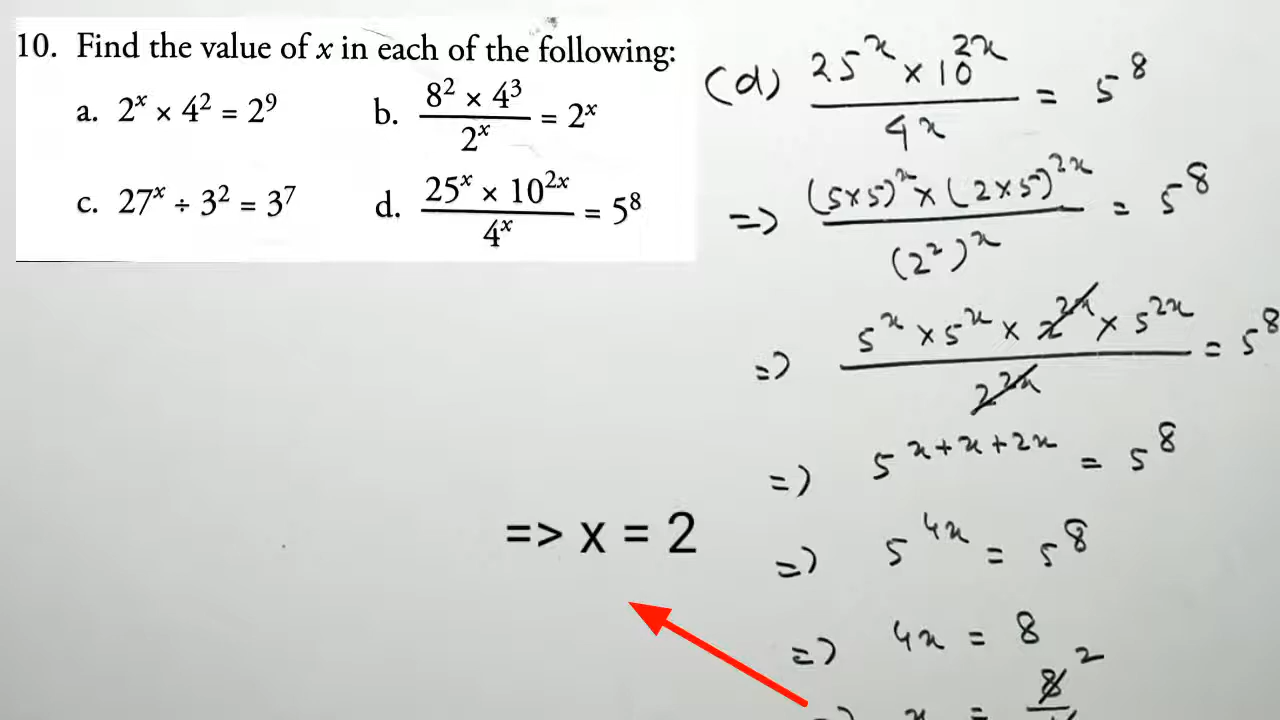 10. Find the value of x in each of the following:
a. 2^x × 4^2 = 2^9
b. (8^2 × 4^3)/(2^x) = 2^x
c. 27^x ÷ 3^2 = 3^7
d. (25^x × 10^(2x))/(4^x) = 5^8
(d) (25^x × 10^(2x))/(4^x) = 5^8
=> ((5×5)^x × (2×5)^(2x))/((2^2)^x) = 5^8
=> (5^x × 5^x × 2^(2x) × 5^(2x))/(2^(2x)) = 5^8
=> 5^(x+x+2x) = 5^8
=> 5^(4x) = 5^8
=> 4x = 8
x = 8 2
=> x = 2